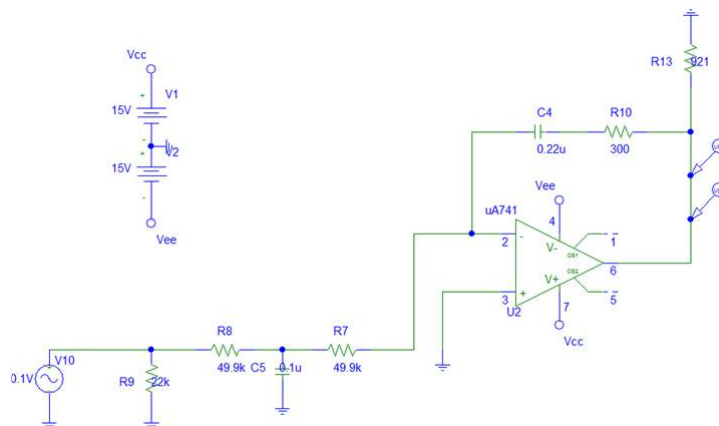 Vcc
+
V1
15V
-
+
V2
15V
-
Vee
R13
921
C4
R10
0.22u
300
Vee
uA741
4
2
-
V-
OS1
1
6
OS2
V+
3
+
5
7
U2
Vcc
R8
R7
V10
+
49.9k
C5
0.1u
49.9k
0.1V
R9
22k
-
V
V